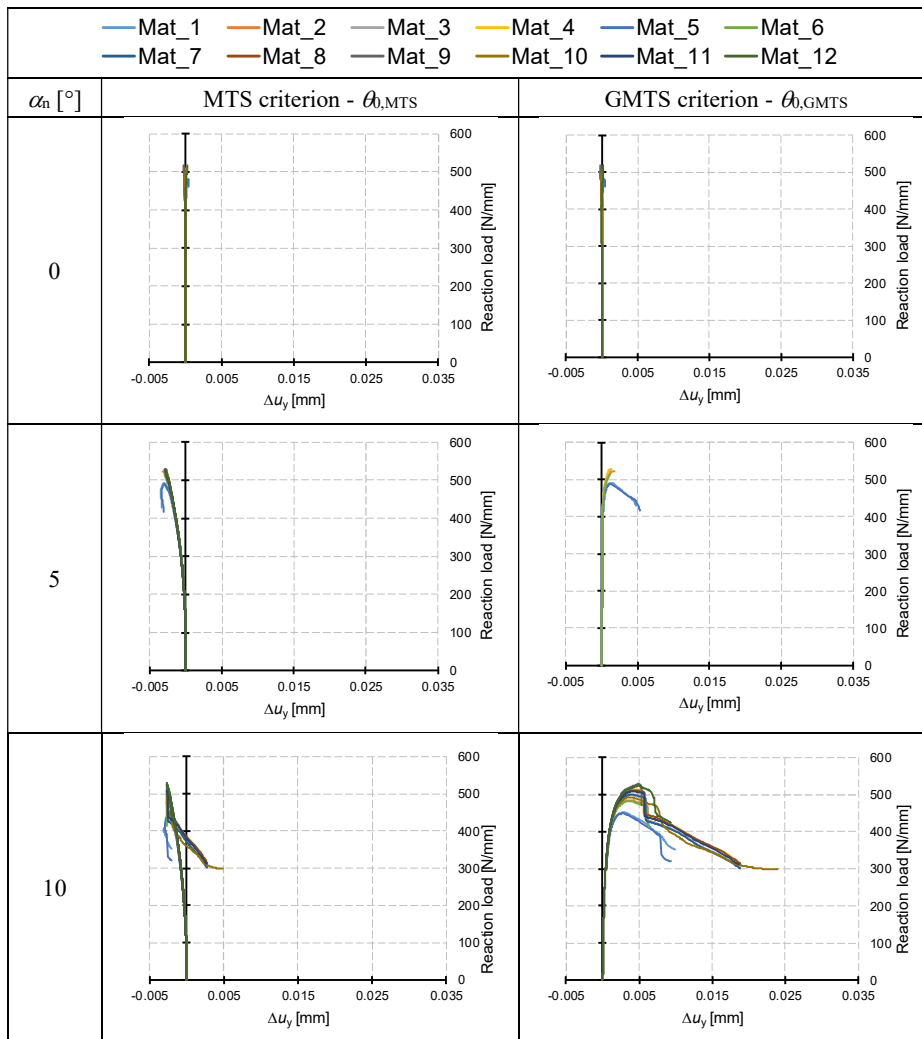 Mat_1 Mat_2 Mat_3 Mat_4 Mat_5 Mat_6
Mat_7 Mat_8 Mat_9 Mat_10 Mat_11 Mat_12
αn [°] MTS criterion - θ0,MTS GMTS criterion - θ0,GMTS
0
600
500
400
300
200
100
0
Reaction load [N/mm]
-0.005 0.005 0.015 0.025 0.035
Δuy [mm]
600
500
400
300
200
100
0
Reaction load [N/mm]
-0.005 0.005 0.015 0.025 0.035
Δuy [mm]
5
600
500
400
300
200
100
0
Reaction load [N/mm]
-0.005 0.005 0.015 0.025 0.035
Δuy [mm]
600
500
400
300
200
100
0
Reaction load [N/mm]
-0.005 0.005 0.015 0.025 0.035
Δuy [mm]
10
600
500
400
300
200
100
0
Reaction load [N/mm]
-0.005 0.005 0.015 0.025 0.035
Δuy [mm]
600
500
400
300
200
100
0
Reaction load [N/mm]
-0.005 0.005 0.015 0.025 0.035
Δuy [mm]